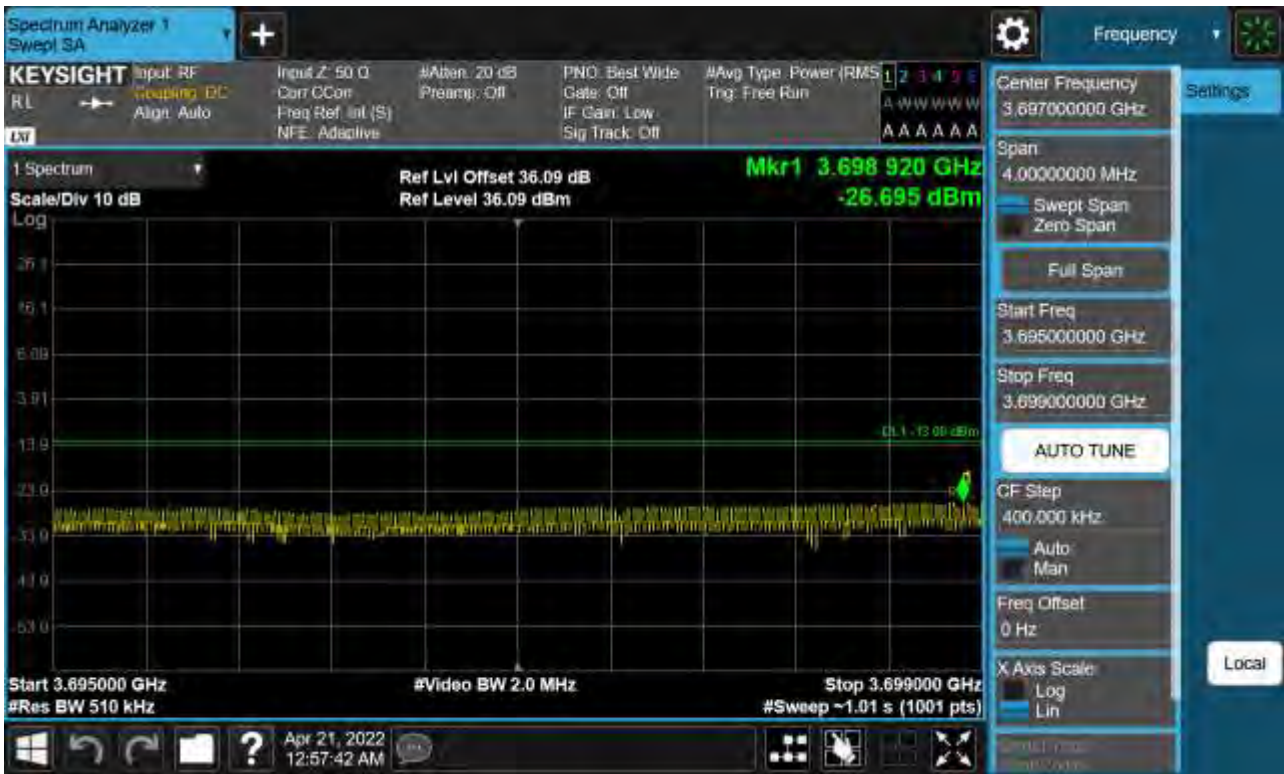 Spectrum Analyzer 1
Swept SA
Frequency
KEYSIGHT
RL
LXI
Input: RF
Coupling: DC
Align: Auto
Input Z: 50 Ω
Corr CCorr
Freq Ref: Int (S)
NFE: Adaptive
#Atten: 20 dB
Preamp: Off
PNO: Best Wide
Gate: Off
IF Gain: Low
Sig Track: Off
#Avg Type: Power (RMS
Trig: Free Run
1 2 3 4 5 6
A W W W W W
A A A A A A
1 Spectrum
Scale/Div 10 dB
Log
Ref Lvl Offset 36.09 dB
Ref Level 36.09 dBm
Mkr1 3.698 920 GHz
-26.695 dBm
26.1
16.1
6.09
-3.91
-13.9
-23.9
-33.9
-43.9
-53.9
DL1 -13.00 dBm
Start 3.695000 GHz
#Res BW 510 kHz
#Video BW 2.0 MHz
Stop 3.699000 GHz
#Sweep ~1.01 s (1001 pts)
Apr 21, 2022
12:57:42 AM
Center Frequency
3.697000000 GHz
Settings
Span
4.00000000 MHz
Swept Span
Zero Span
Full Span
Start Freq
3.695000000 GHz
Stop Freq
3.699000000 GHz
AUTO TUNE
CF Step
400.000 kHz
Auto
Man
Freq Offset
0 Hz
X Axis Scale
Log
Lin
Local